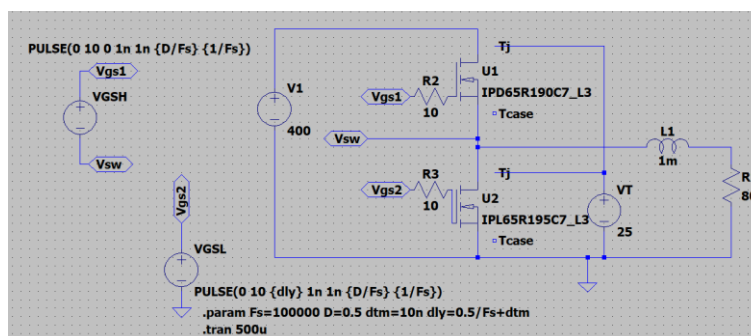 PULSE(0 10 0 1n 1n {D/Fs} {1/Fs})
Vgs1
VGSH
Vsw
Vgs2
VGSL
PULSE(0 10 {dly} 1n 1n {D/Fs} {1/Fs})
.param Fs=100000 D=0.5 dtm=10n dly=0.5/Fs+dtm
.tran 500u
V1
400
Vgs1
R2
10
Tj
U1
IPD65R190C7_L3
Tcase
Vsw
Vgs2
R3
10
Tj
U2
IPL65R195C7_L3
Tcase
VT
25
L1
1m